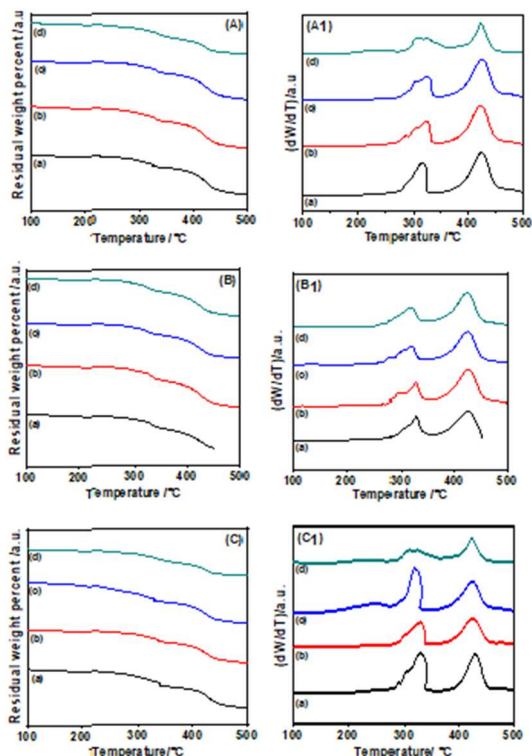 (A)
Residual weight percent /a.u
(d)
(c)
(b)
(a)
100 200 300 400 500
Temperature /°C
(A1)
(dW/dT)/a.u
(d)
(c)
(b)
(a)
100 200 300 400 500
Temperature /°C
(B)
Residual weight percent /a.u.
(d)
(c)
(b)
(a)
100 200 300 400 500
Temperature /°C
(B1)
(dW/dT)/a.u.
(d)
(c)
(b)
(a)
100 200 300 400 500
Temperature /°C
(C)
Residual weight percent /a.u.
(d)
(c)
(b)
(a)
100 200 300 400 500
Temperature/°C
(C1)
(dW/dT)/a.u.
(d)
(c)
(b)
(a)
100 200 300 400 500
Temperature/ °C